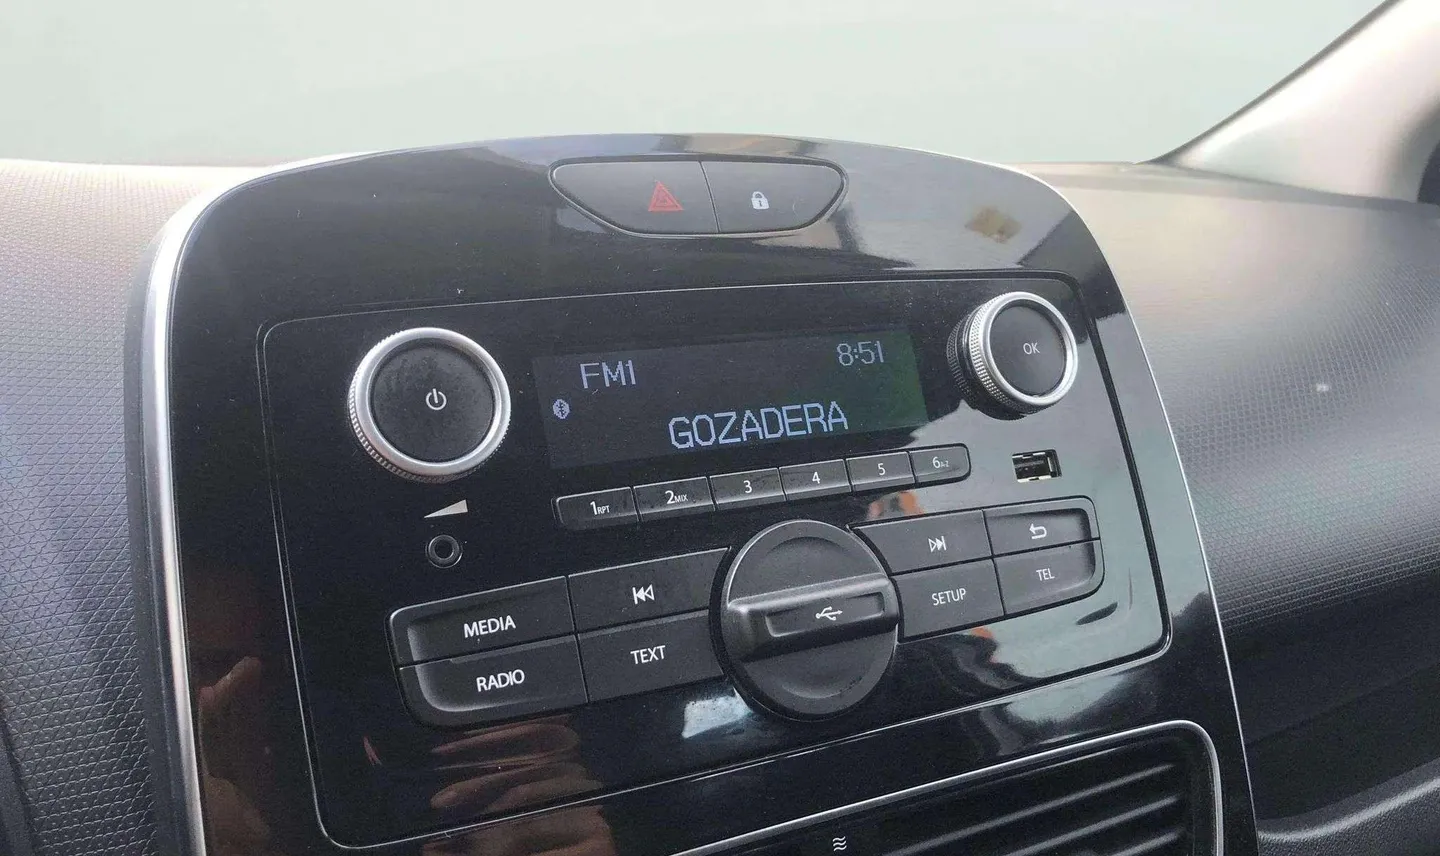 FM1 8:51
GOZADERA
OK
1RPT 2MIX 3 4 5 6A-Z
MEDIA
RADIO TEXT
SETUP TEL